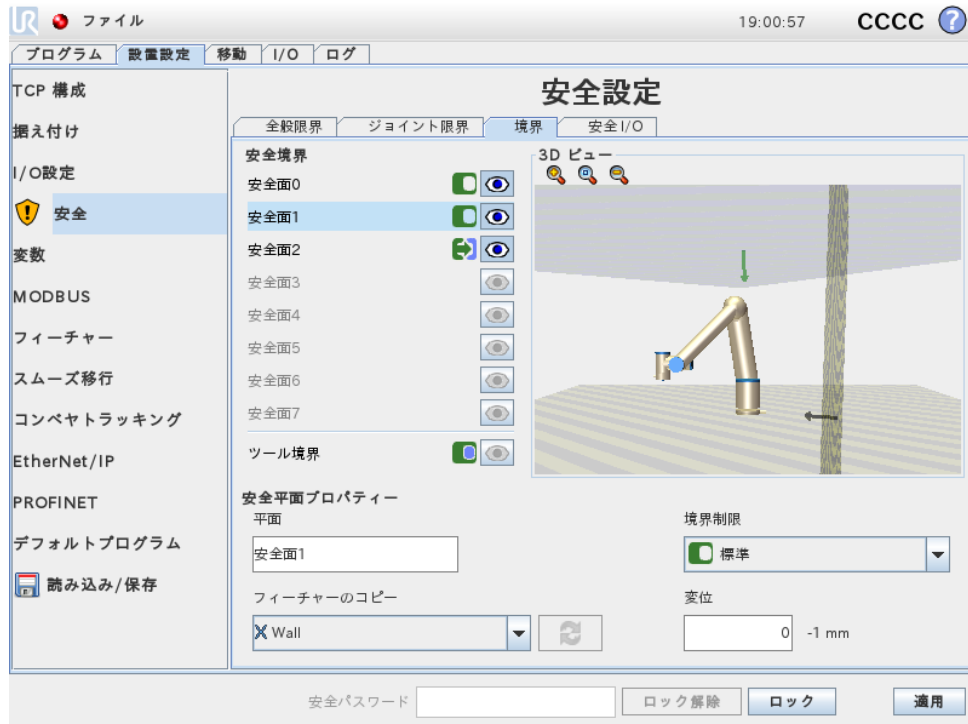 UR ファイル 19:00:57 CCCC ?
プログラム 設置設定 移動 I/O ログ
TCP 構成
据え付け
I/O設定
安全
変数
MODBUS
フィーチャー
スムーズ移行
コンベヤトラッキング
EtherNet/IP
PROFINET
デフォルトプログラム
読み込み/保存
安全設定
全般限界 ジョイント限界 境界 安全I/O
安全境界
安全面0
安全面1
安全面2
安全面3
安全面4
安全面5
安全面6
安全面7
ツール境界
3D ビュー
安全平面プロパティー
平面
安全面1
境界制限
標準
フィーチャーのコピー
Wall
変位
0 -1 mm
安全パスワード ロック解除 ロック 適用